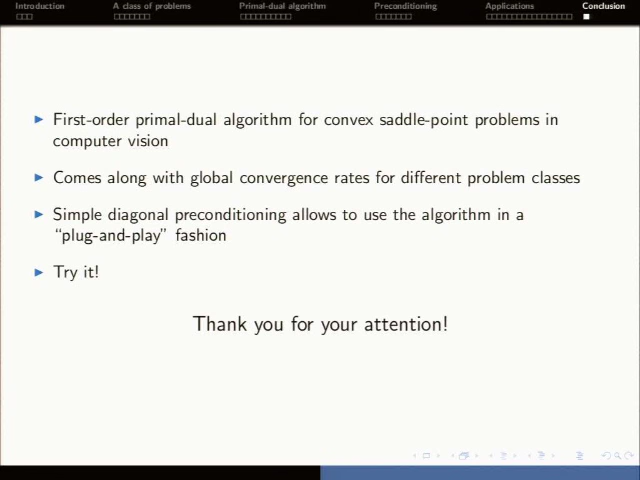 Introduction A class of problems Primal-dual algorithm Preconditioning Applications Conclusion
First-order primal-dual algorithm for convex saddle-point problems in
computer vision
Comes along with global convergence rates for different problem classes
Simple diagonal preconditioning allows to use the algorithm in a
“plug-and-play” fashion
Try it!
Thank you for your attention!